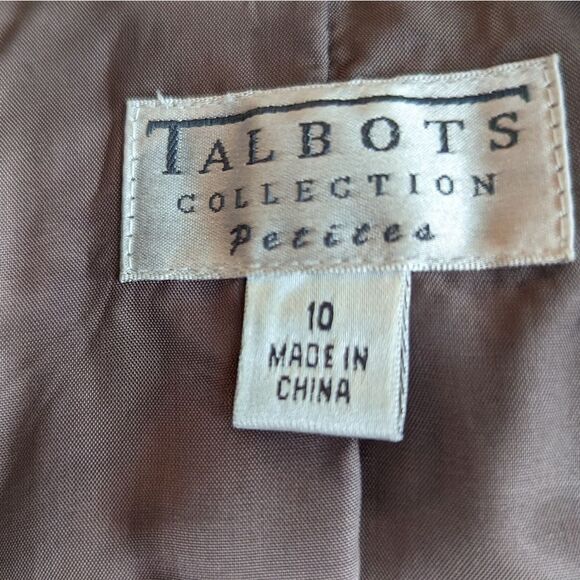 TALBOTS
COLLECTION
Petites
10
MADE IN
CHINA